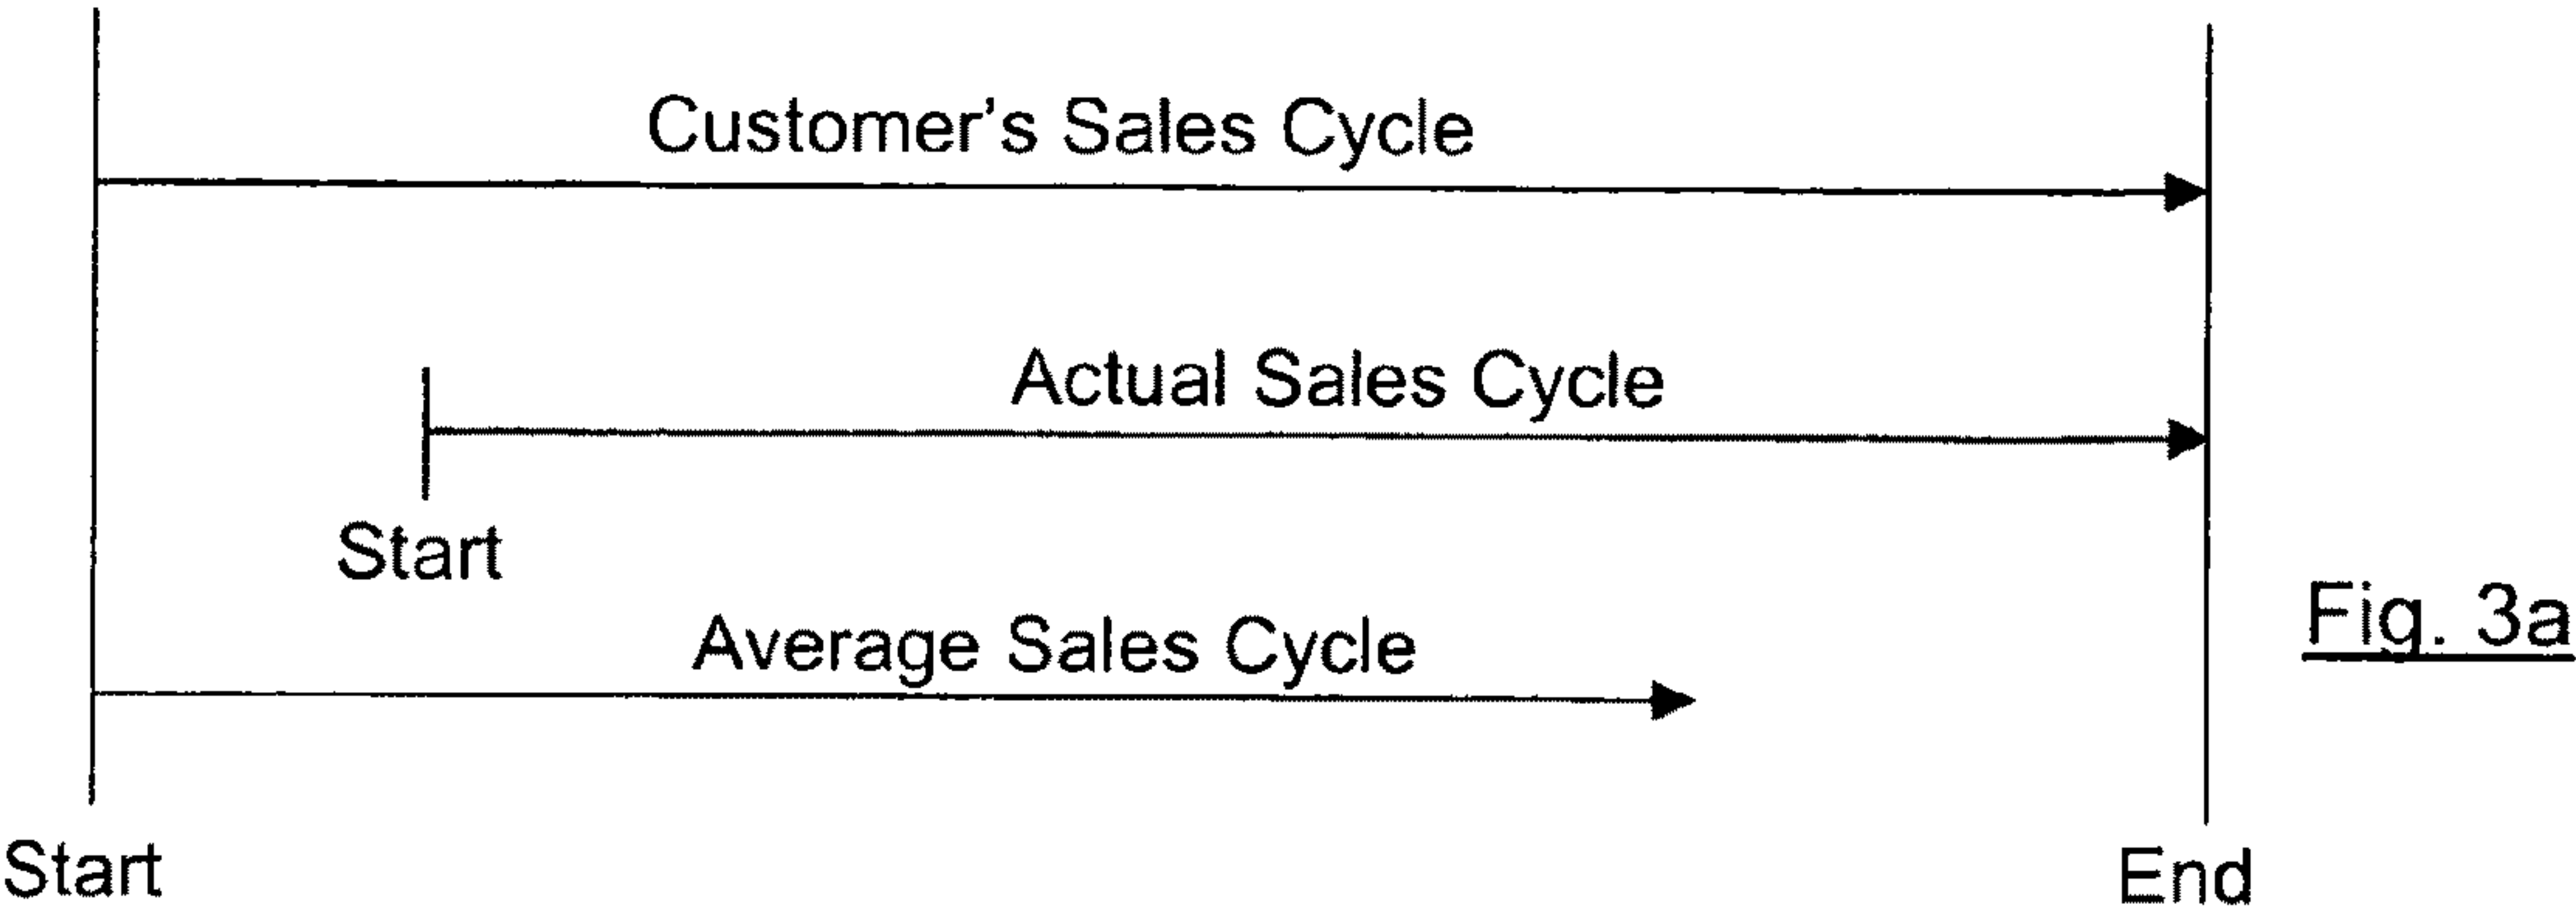 Customer's Sales Cycle
Actual Sales Cycle
Start
Average Sales Cycle
Fig. 3a
Start
End